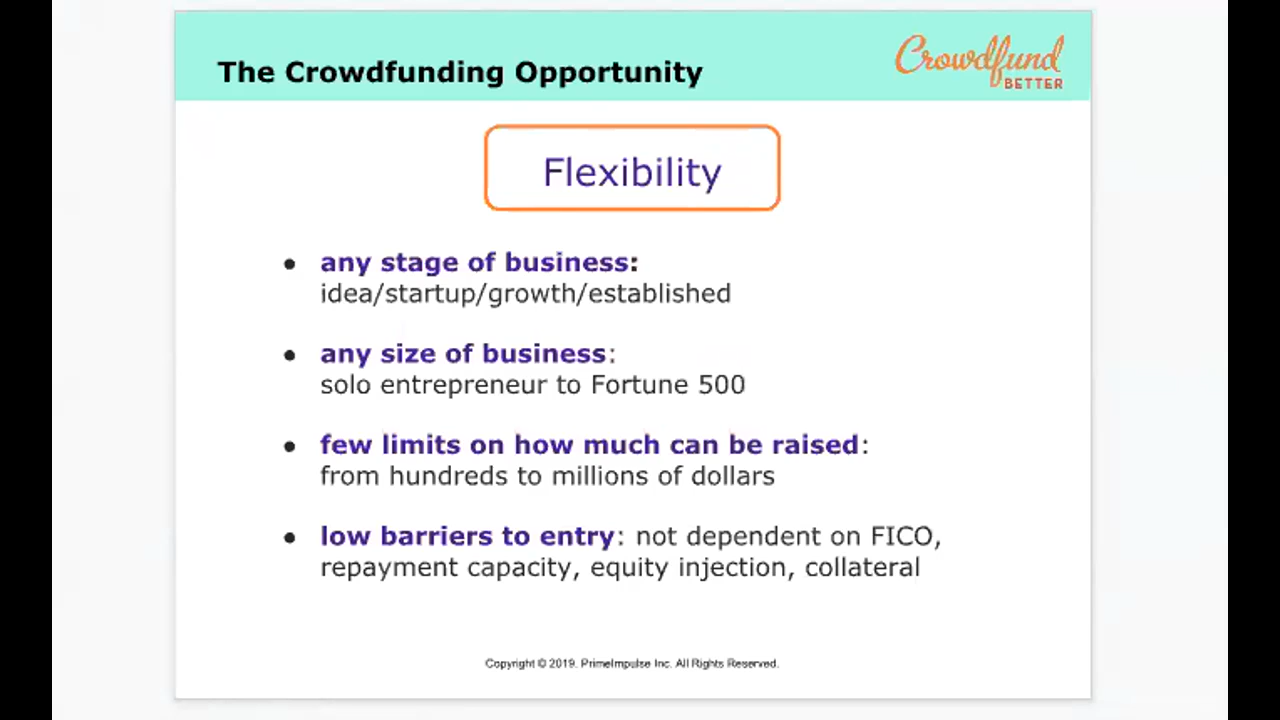 The Crowdfunding Opportunity
Crowdfund
BETTER
Flexibility
● any stage of business:
idea/startup/growth/established
● any size of business:
solo entrepreneur to Fortune 500
● few limits on how much can be raised:
from hundreds to millions of dollars
● low barriers to entry: not dependent on FICO,
repayment capacity, equity injection, collateral
Copyright © 2019. PrimeImpulse Inc. All Rights Reserved.